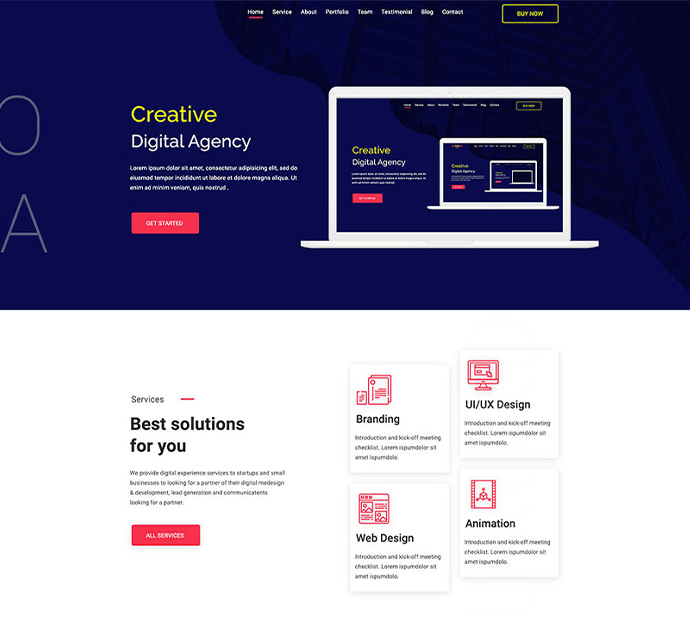 Home Service About Portfolio Team Testimonial Blog Contact BUY NOW
O
A
Creative
Digital Agency
Lorem ipsum dolor sit amet, consectetur adipisicing elit, sed do
eiusmod tempor incididunt ut labore et dolore magna aliqua. Ut
enim ad minim veniam, quis nostrud .
GET STARTED
Home Service About Portfolio Team Testimonial Blog Contact BUY NOW
Creative
Digital Agency
GET STARTED
Creative
Digital Agency
Services
Best solutions
for you
We provide digital experience services to startups and small
businesses to looking for a partner of their digital medesign
& development, lead generation and communicatents
looking for a partner.
ALL SERVICES
Branding
Introduction and kick-off meeting
checklist. Lorem ispumdolor sit
amet ispumdolo.
UI/UX Design
Introduction and kick-off meeting
checklist. Lorem ispumdolor sit
amet ispumdolo.
Web Design
Introduction and kick-off meeting
checklist. Lorem ispumdolor sit
amet ispumdolo.
Animation
Introduction and kick-off meeting
checklist. Lorem ispumdolor sit
amet ispumdolo.